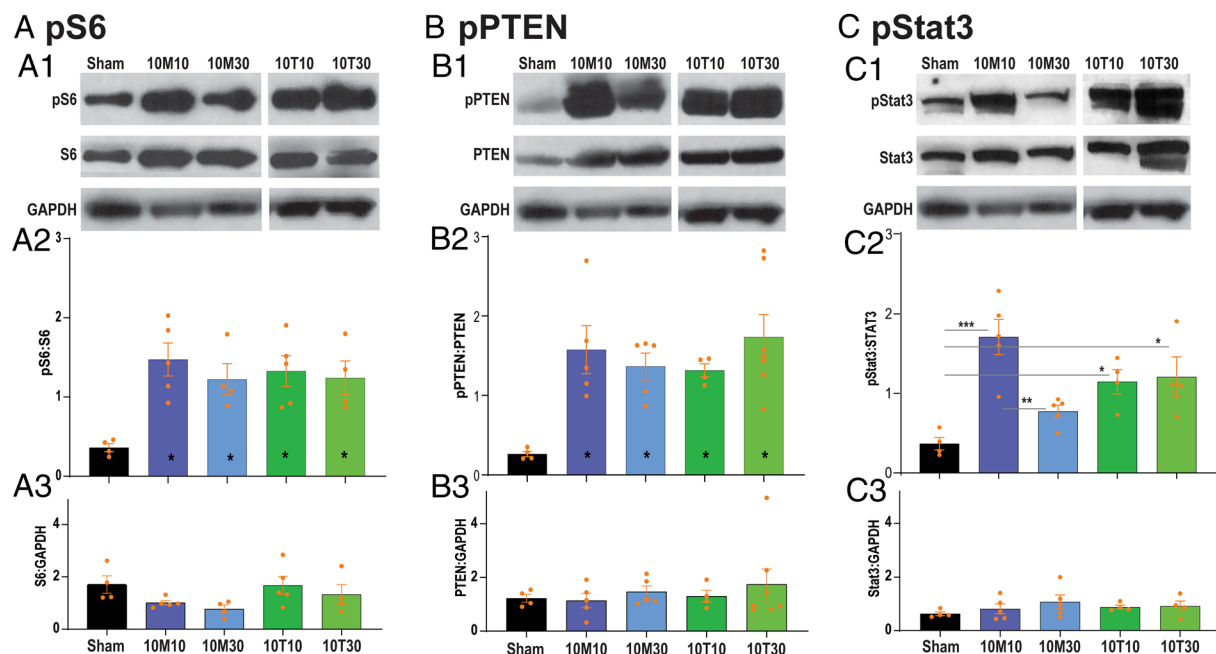 A pS6
B pPTEN
C pStat3
A1
Sham 10M10 10M30 10T10 10T30
pS6
S6
GAPDH
B1
Sham 10M10 10M30 10T10 10T30
pPTEN
PTEN
GAPDH
C1
Sham 10M10 10M30 10T10 10T30
pStat3
Stat3
GAPDH
A2
3
2
1
0
pS6:S6
* * * *
B2
3
2
1
0
pPTEN:PTEN
* * * *
C2
3
2
1
0
pStat3:STAT3
***
*
*
**
A3
4
2
0
S6:GAPDH
Sham 10M10 10M30 10T10 10T30
B3
4
2
0
PTEN:GAPDH
Sham 10M10 10M30 10T10 10T30
C3
4
2
0
Stat3:GAPDH
Sham 10M10 10M30 10T10 10T30